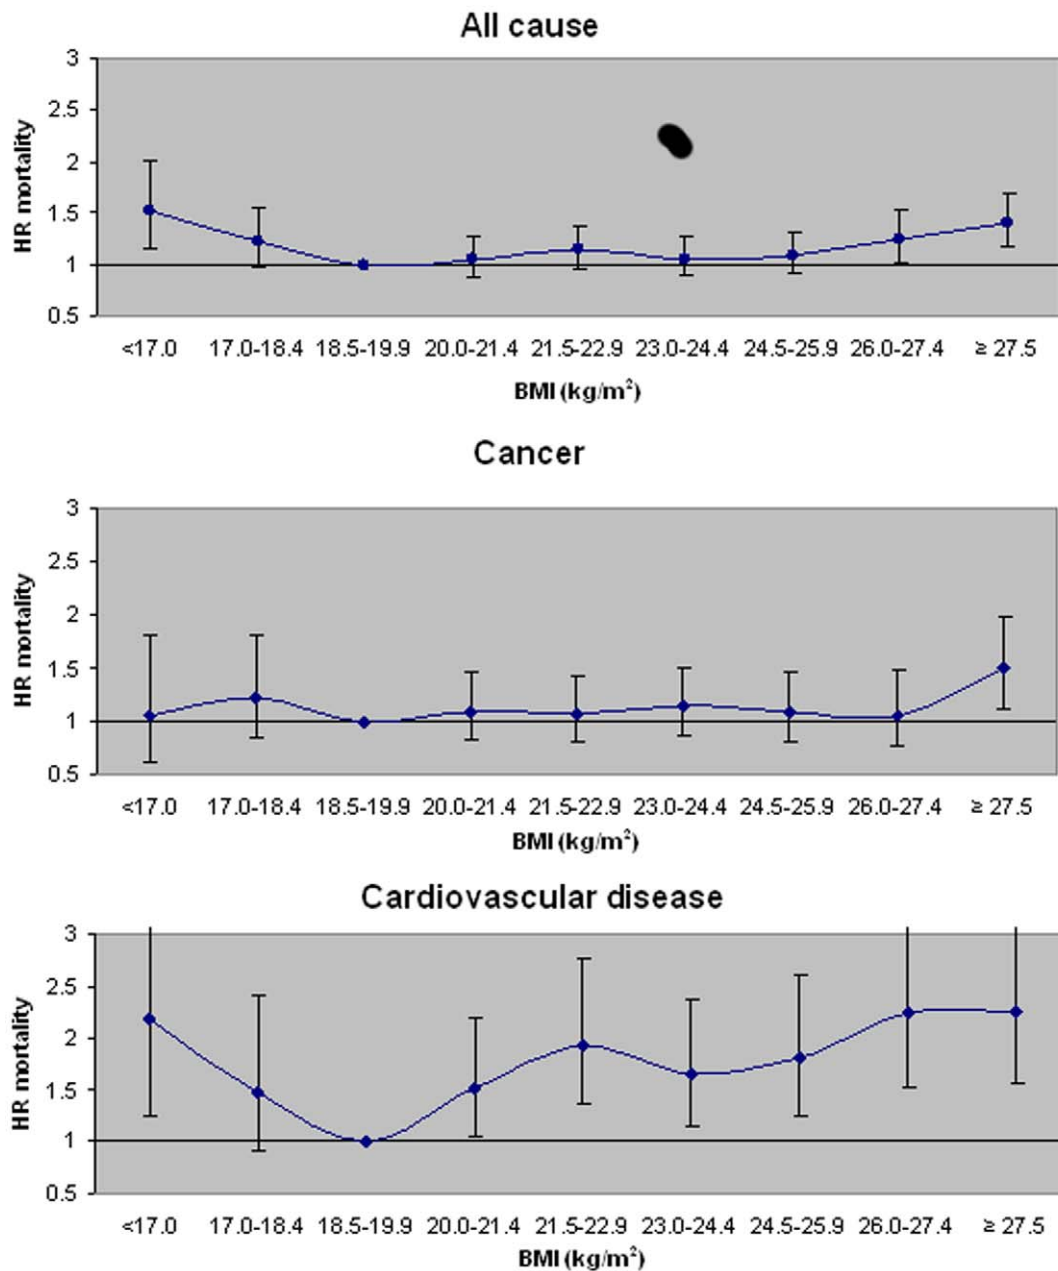 All cause
3
2.5
2
1.5
1
0.5
HR mortality
<17.0 17.0-18.4 18.5-19.9 20.0-21.4 21.5-22.9 23.0-24.4 24.5-25.9 26.0-27.4 ≥ 27.5
BMI (kg/m²)
Cancer
3
2.5
2
1.5
1
0.5
HR mortality
<17.0 17.0-18.4 18.5-19.9 20.0-21.4 21.5-22.9 23.0-24.4 24.5-25.9 26.0-27.4 ≥ 27.5
BMI (kg/m²)
Cardiovascular disease
3
2.5
2
1.5
1
0.5
HR mortality
<17.0 17.0-18.4 18.5-19.9 20.0-21.4 21.5-22.9 23.0-24.4 24.5-25.9 26.0-27.4 ≥ 27.5
BMI (kg/m²)